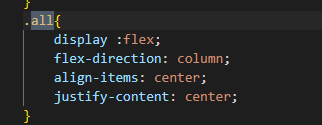 }
.all{
display :flex;
flex-direction: column;
align-items: center;
justify-content: center;
}